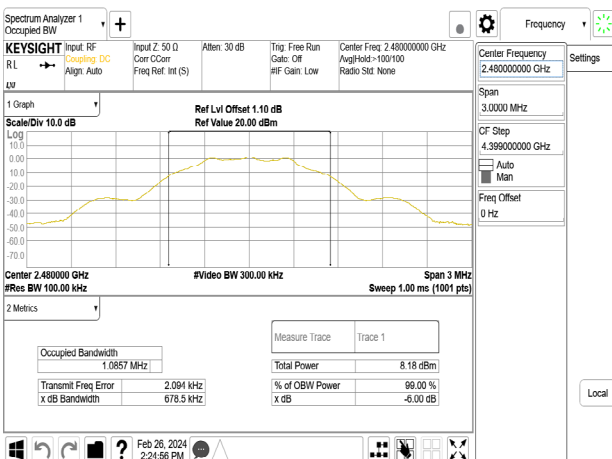 Spectrum Analyzer 1
Occupied BW
+
Frequency
KEYSIGHT
RL
Input: RF
Coupling: DC
Align: Auto
Input Z: 50 Ω
Corr CCorr
Freq Ref: Int (S)
Atten: 30 dB
Trig: Free Run
Gate: Off
#IF Gain: Low
Center Freq: 2.480000000 GHz
Avg|Hold:>100/100
Radio Std: None
Center Frequency
2.480000000 GHz
Settings
Span
3.0000 MHz
CF Step
4.399000000 GHz
Auto
Man
Freq Offset
0 Hz
1 Graph
Scale/Div 10.0 dB
Ref Lvl Offset 1.10 dB
Ref Value 20.00 dBm
Log
10.0
0.00
-10.0
-20.0
-30.0
-40.0
-50.0
-60.0
-70.0
Center 2.480000 GHz
#Video BW 300.00 kHz
Span 3 MHz
#Res BW 100.00 kHz
Sweep 1.00 ms (1001 pts)
2 Metrics
Measure Trace
Trace 1
Occupied Bandwidth
1.0857 MHz
Total Power
8.18 dBm
Transmit Freq Error
2.094 kHz
% of OBW Power
99.00 %
x dB Bandwidth
678.5 kHz
x dB
-6.00 dB
Local
?
Feb 26, 2024
2:24:56 PM